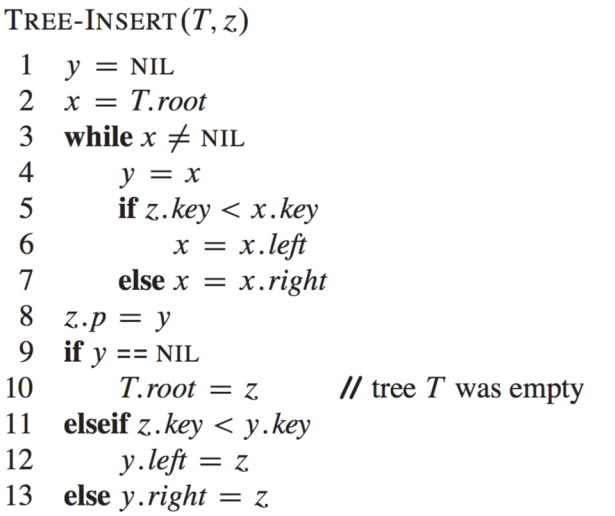 TREE-INSERT(T, z)
1 y = NIL
2 x = T.root
3 while x ≠ NIL
4 y = x
5 if z.key < x.key
6 x = x.left
7 else x = x.right
8 z.p = y
9 if y == NIL
10 T.root = z // tree T was empty
11 elseif z.key < y.key
12 y.left = z
13 else y.right = z